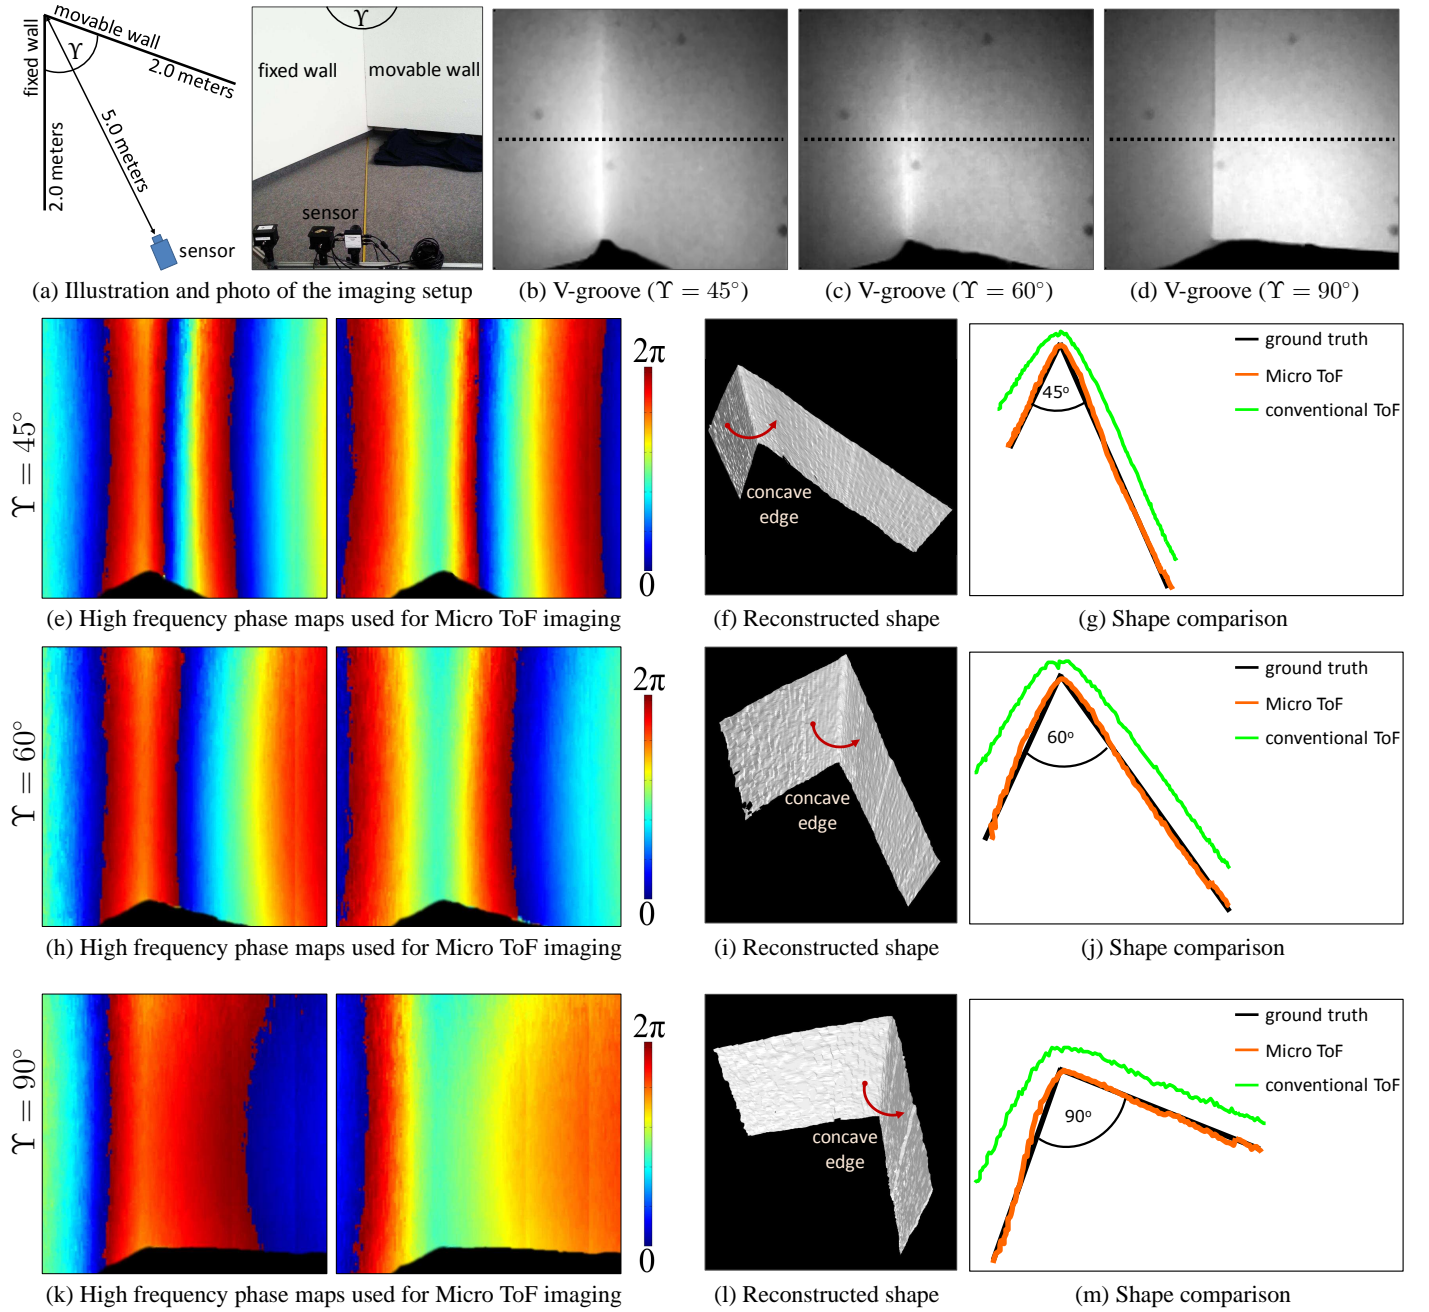 movable wall
fixed wall
ϒ
2.0 meters
2.0 meters
5.0 meters
sensor
ϒ
fixed wall
movable wall
sensor
(a) Illustration and photo of the imaging setup
(b) V-groove (ϒ = 45°)
(c) V-groove (ϒ = 60°)
(d) V-groove (ϒ = 90°)
ϒ = 45°
2π
0
concave
edge
45°
ground truth
Micro ToF
conventional ToF
(e) High frequency phase maps used for Micro ToF imaging
(f) Reconstructed shape
(g) Shape comparison
ϒ = 60°
2π
0
concave
edge
60°
ground truth
Micro ToF
conventional ToF
(h) High frequency phase maps used for Micro ToF imaging
(i) Reconstructed shape
(j) Shape comparison
ϒ = 90°
2π
0
concave
edge
90°
ground truth
Micro ToF
conventional ToF
(k) High frequency phase maps used for Micro ToF imaging
(l) Reconstructed shape
(m) Shape comparison